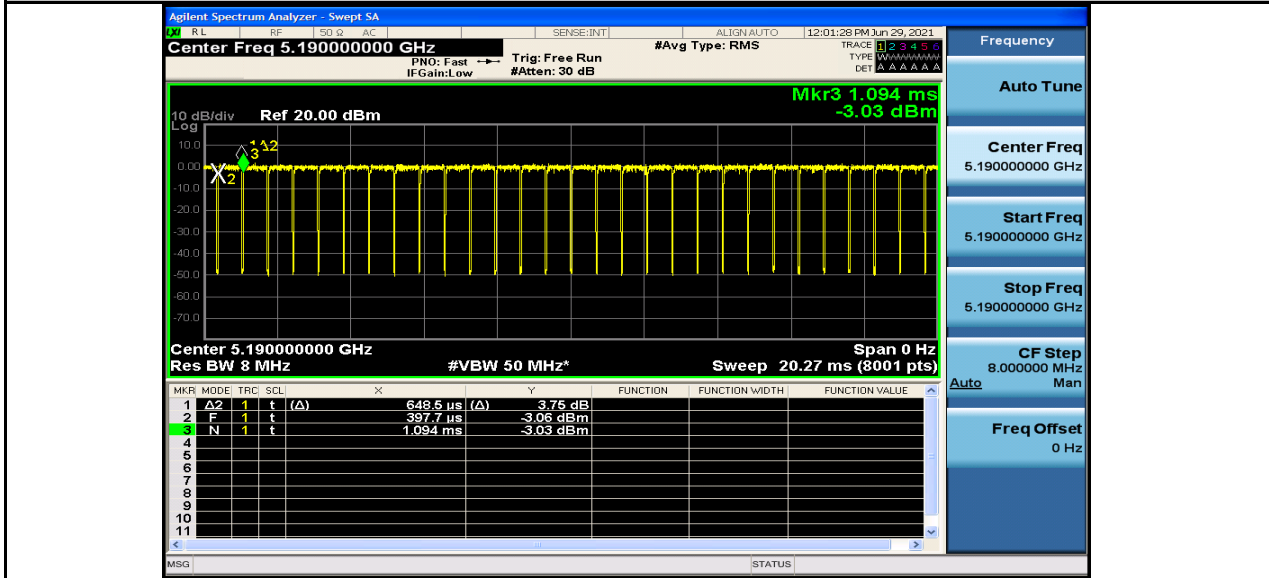 Agilent Spectrum Analyzer - Swept SA
LXI RL RF 50 Ω AC SENSE:INT ALIGN AUTO 12:01:28 PM Jun 29, 2021
Center Freq 5.190000000 GHz #Avg Type: RMS TRACE 1 2 3 4 5 6
PNO: Fast Trig: Free Run TYPE WWWWWW
IFGain:Low #Atten: 30 dB DET A A A A A A
Mkr3 1.094 ms
-3.03 dBm
10 dB/div Ref 20.00 dBm
Log
10.0
0.00
-10.0
-20.0
-30.0
-40.0
-50.0
-60.0
-70.0
1Δ2
3
X2
Center 5.190000000 GHz Span 0 Hz
Res BW 8 MHz #VBW 50 MHz* Sweep 20.27 ms (8001 pts)
MKR MODE TRC SCL X Y FUNCTION FUNCTION WIDTH FUNCTION VALUE
1 Δ2 1 t (Δ) 648.5 µs (Δ) 3.75 dB
2 F 1 t 397.7 µs -3.06 dBm
3 N 1 t 1.094 ms -3.03 dBm
4
5
6
7
8
9
10
11
MSG STATUS
Frequency
Auto Tune
Center Freq
5.190000000 GHz
Start Freq
5.190000000 GHz
Stop Freq
5.190000000 GHz
CF Step
8.000000 MHz
Auto Man
Freq Offset
0 Hz